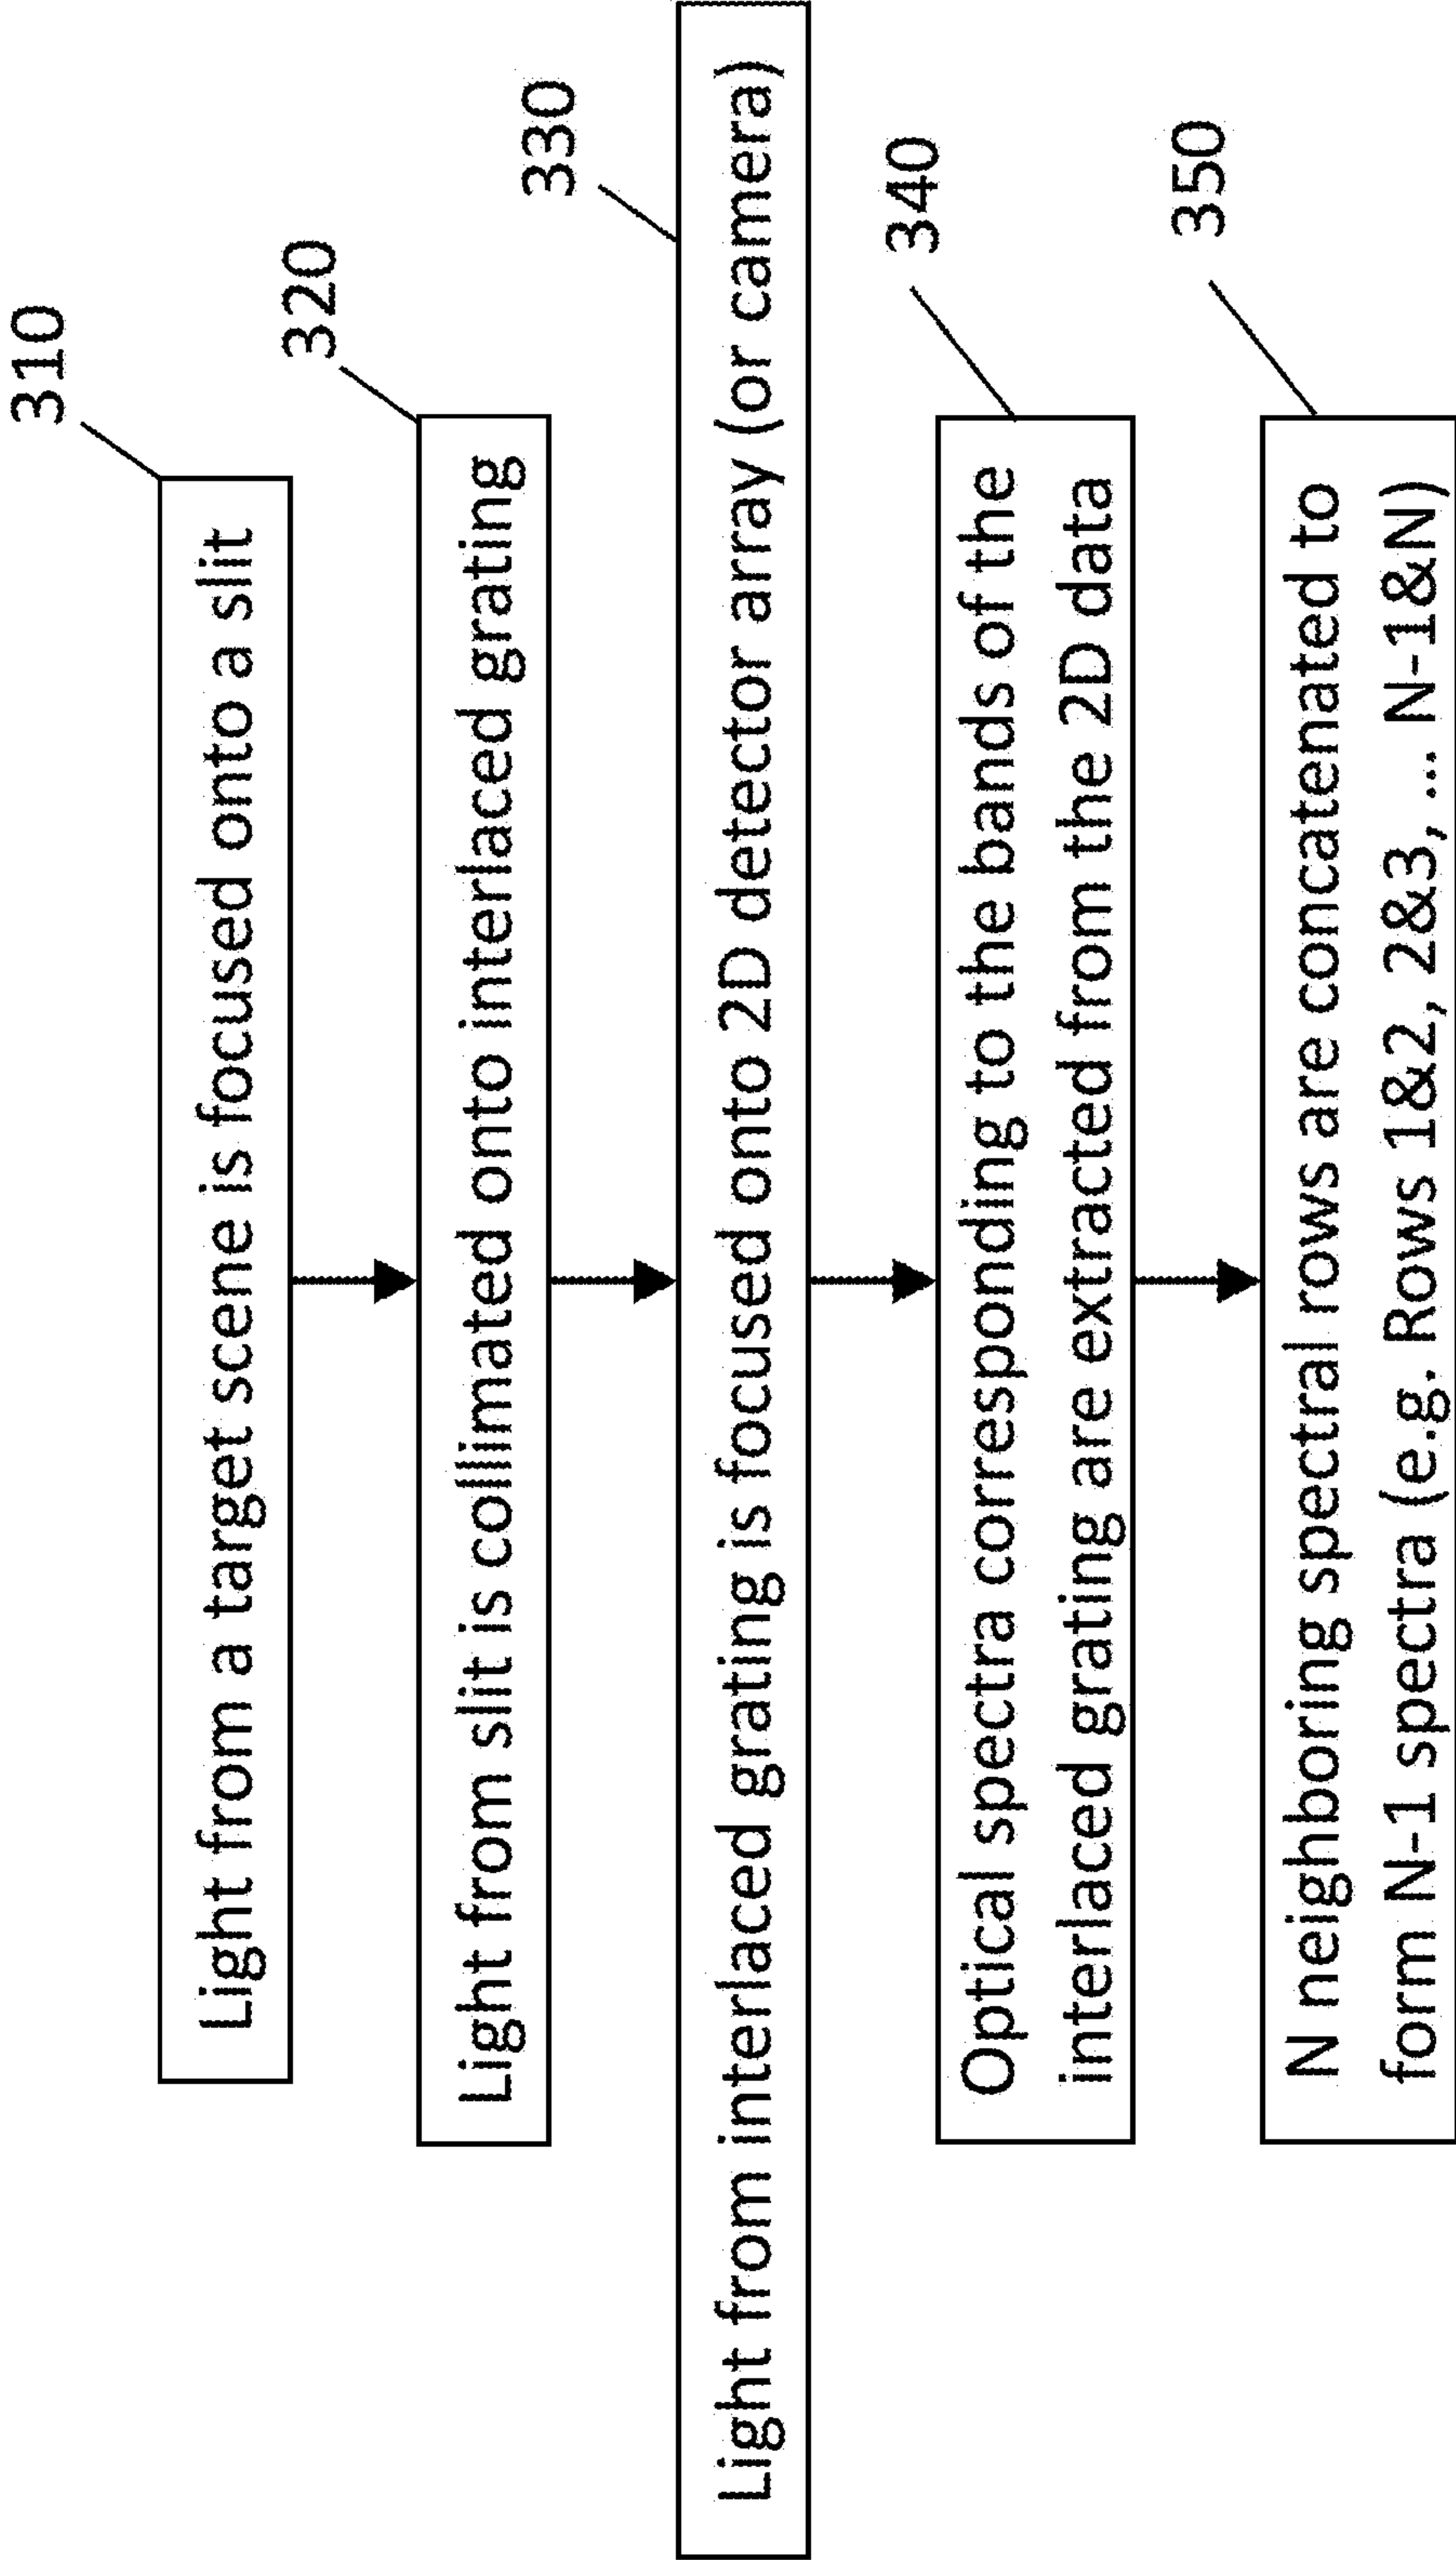 310
Light from a target scene is focused onto a slit
320
Light from slit is collimated onto interlaced grating
330
Light from interlaced grating is focused onto 2D detector array (or camera)
340
Optical spectra corresponding to the bands of the
interlaced grating are extracted from the 2D data
350
N neighboring spectral rows are concatenated to
form N-1 spectra (e.g. Rows 1&2, 2&3, ... N-1&N)